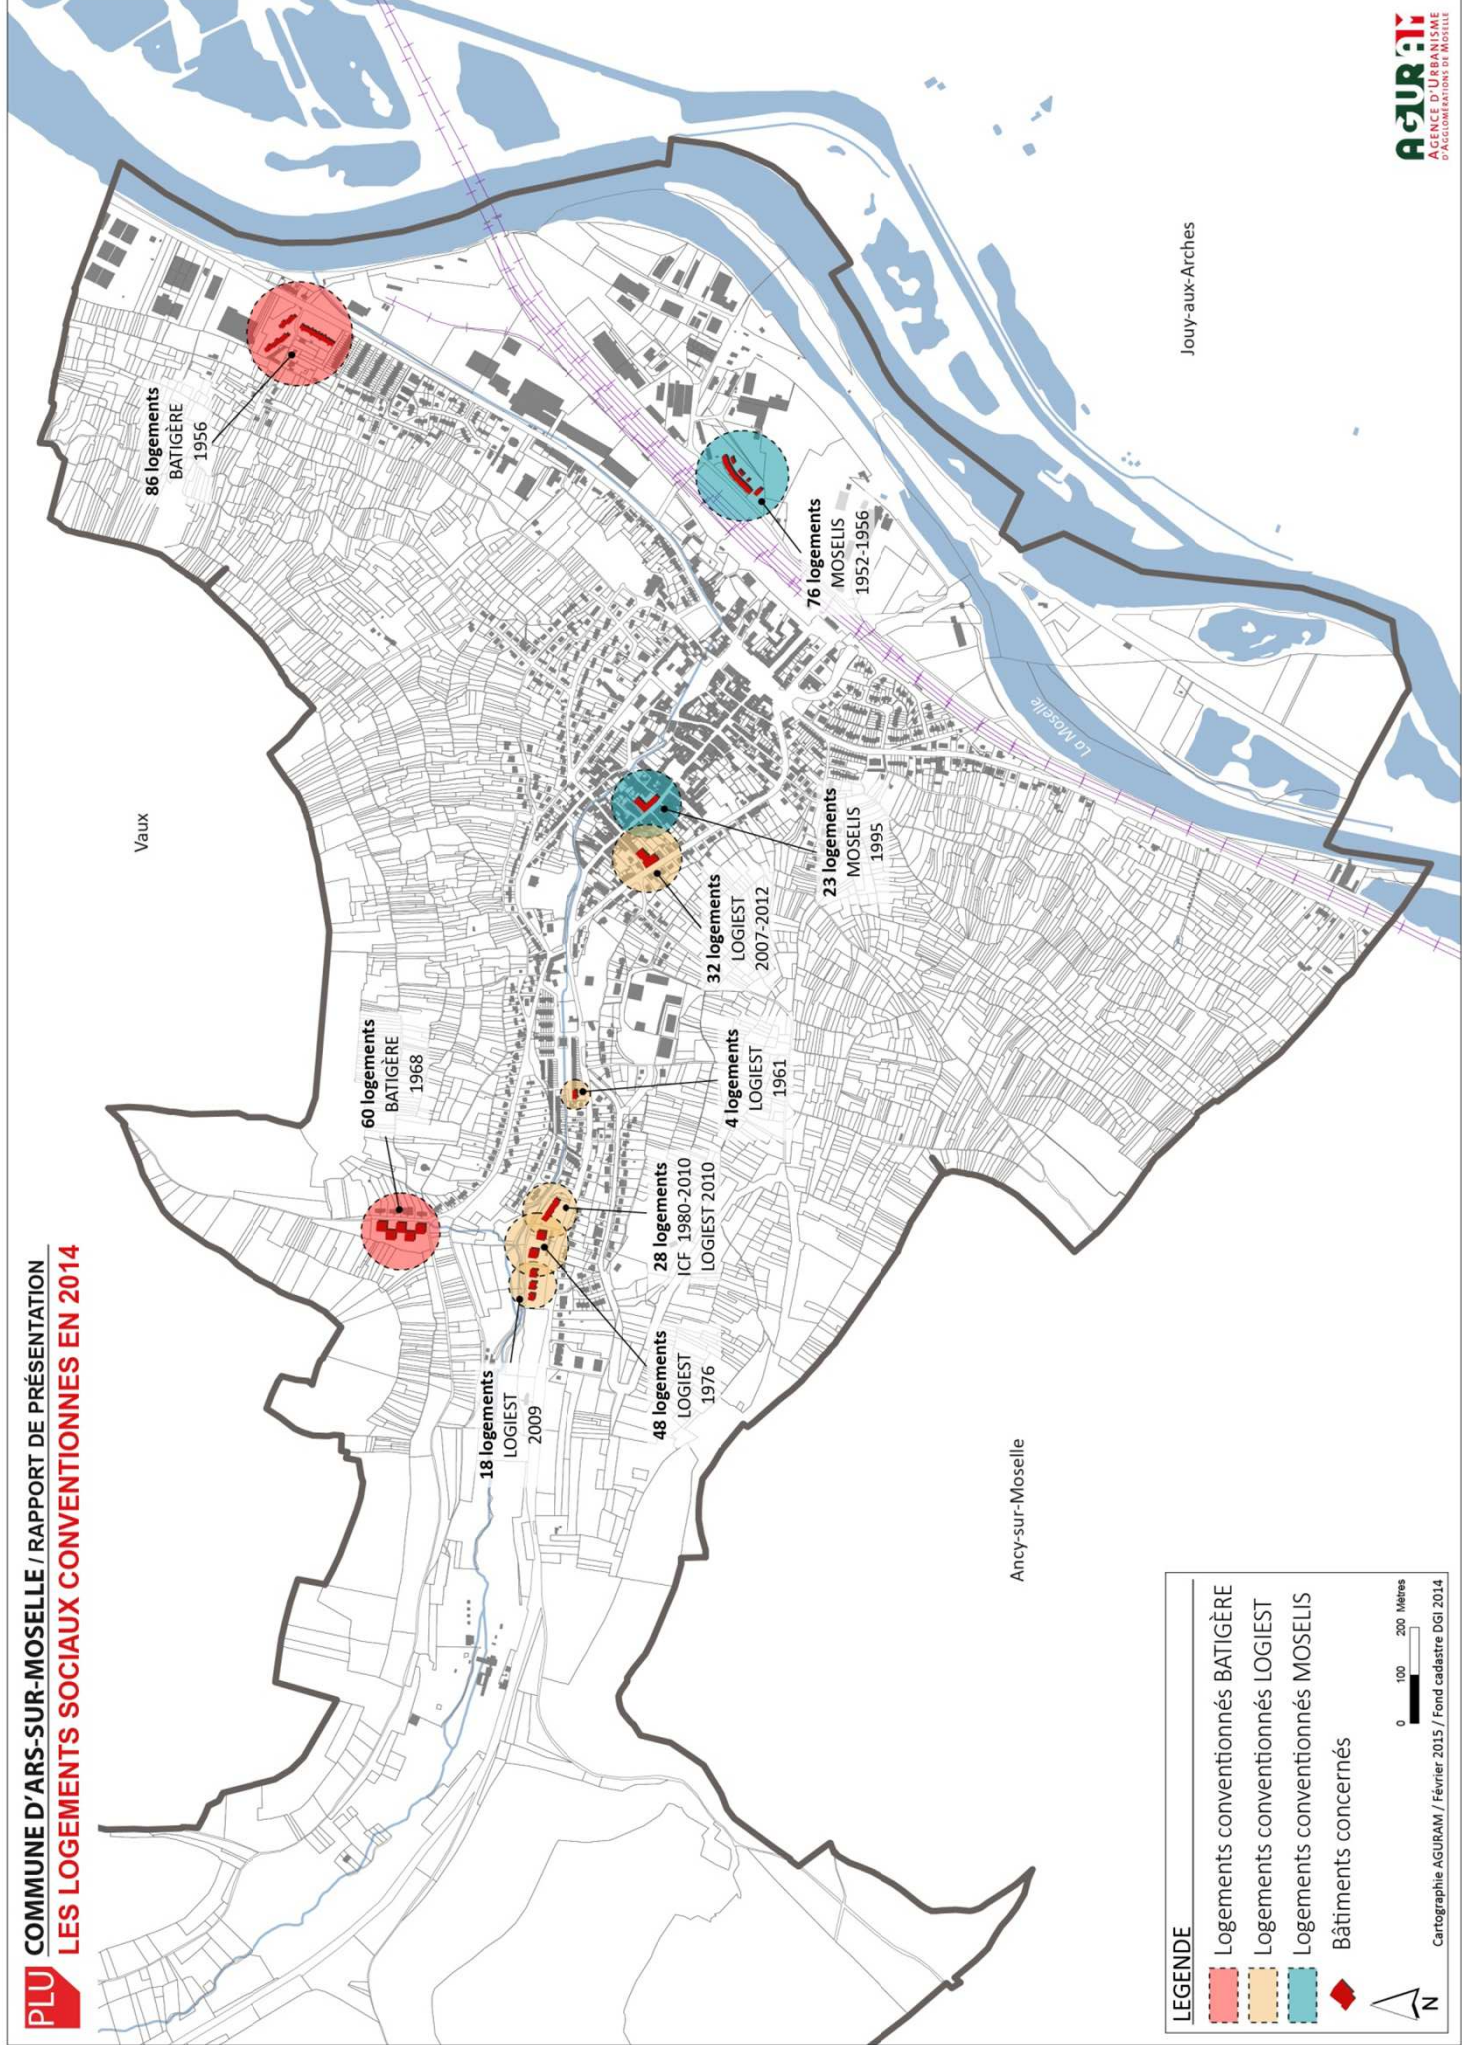 PLU
COMMUNE D'ARS-SUR-MOSELLE / RAPPORT DE PRÉSENTATION
LES LOGEMENTS SOCIAUX CONVENTIONNES EN 2014
Vaux
86 logements
BATIGÈRE
1956
60 logements
BATIGÈRE
1968
18 logements
LOGIEST
2009
48 logements
LOGIEST
1976
28 logements
ICF 1980-2010
LOGIEST 2010
4 logements
LOGIEST
1961
32 logements
LOGIEST
2007-2012
23 logements
MOSELIS
1995
76 logements
MOSELIS
1952-1956
La Moselle
Jouy-aux-Arches
Ancy-sur-Moselle
LEGENDE
Logements conventionnés BATIGÈRE
Logements conventionnés LOGIEST
Logements conventionnés MOSELIS
Bâtiments concernés
N
0 100 200 Mètres
Cartographie AGURAM / Février 2015 / Fond cadastre DGI 2014
AGURAM
AGENCE D'URBANISME
D'AGGLOMÉRATIONS DE MOSELLE